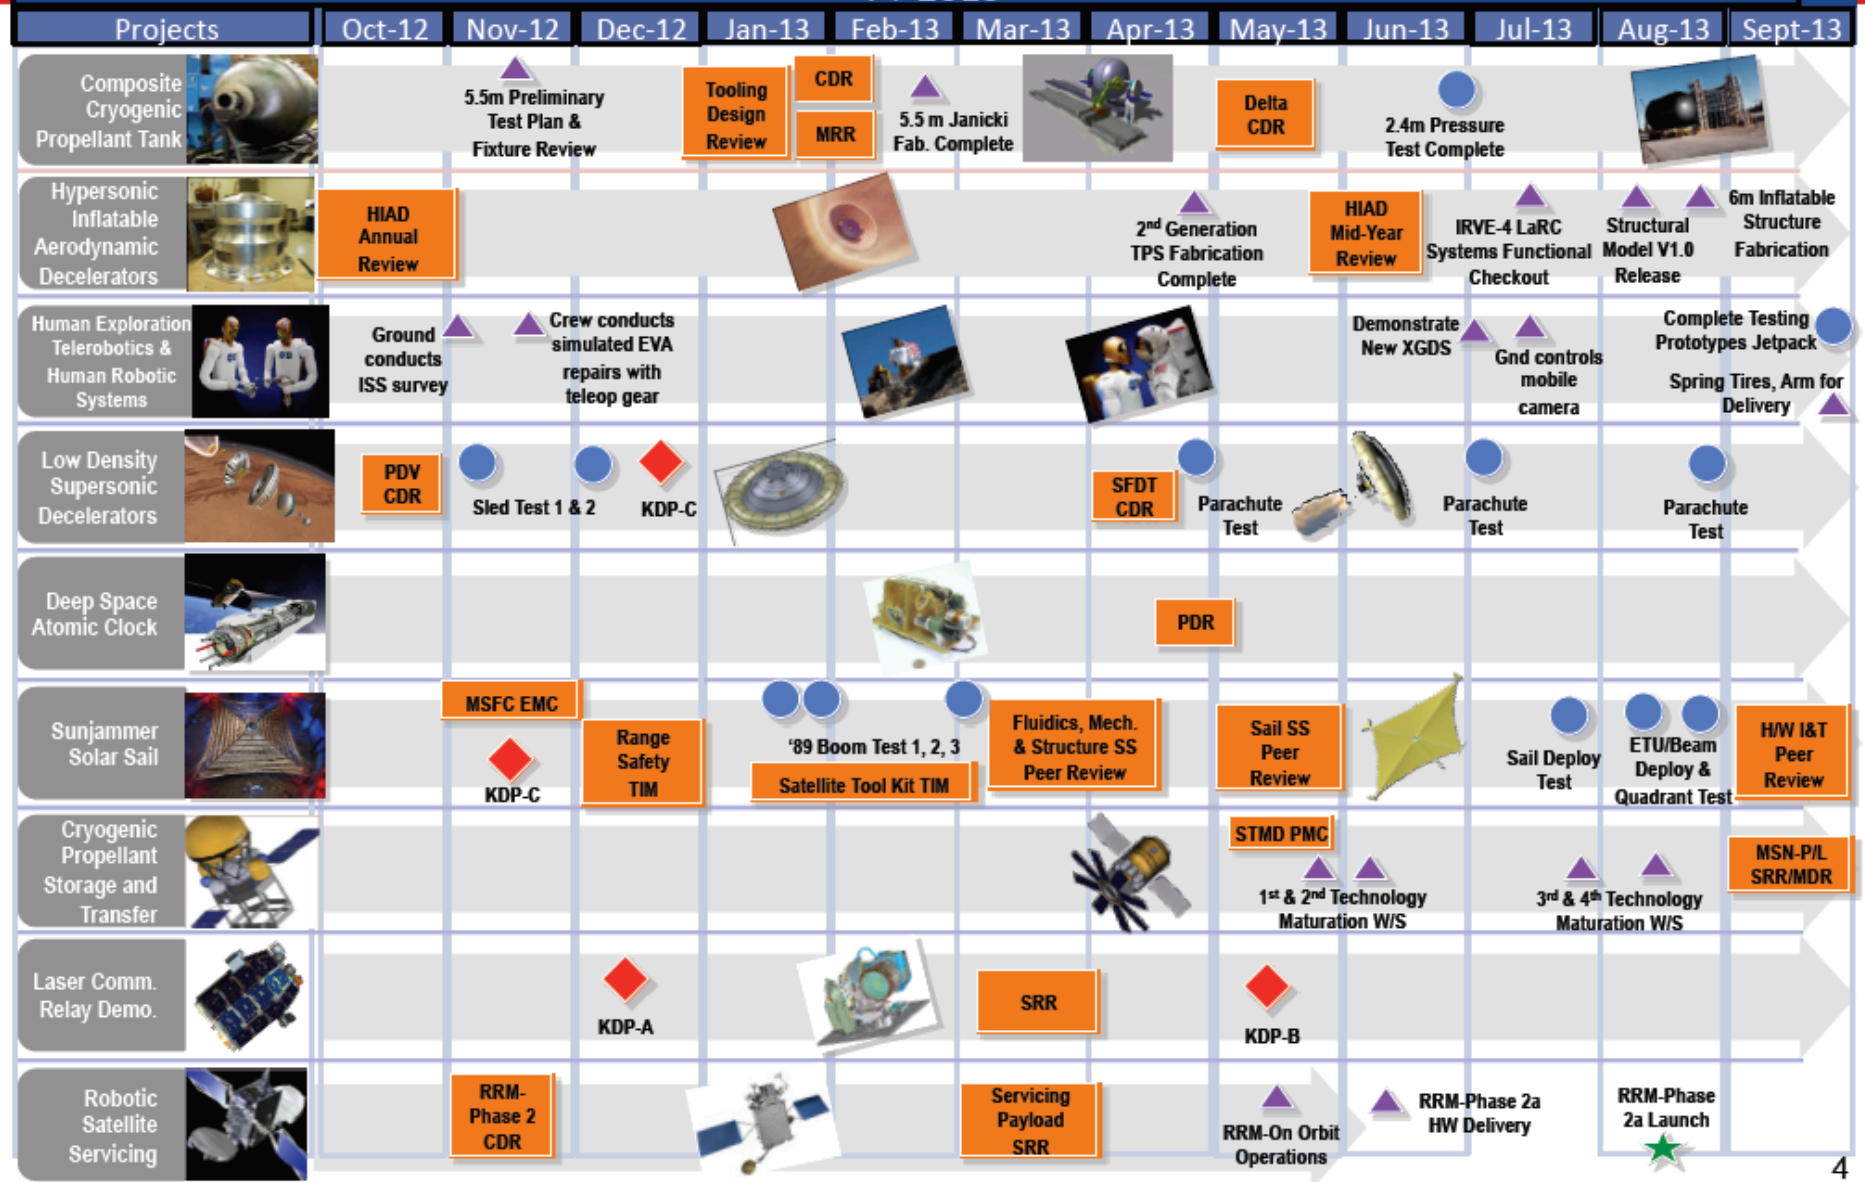 Projects
Oct-12
Nov-12
Dec-12
Jan-13
Feb-13
Mar-13
Apr-13
May-13
Jun-13
Jul-13
Aug-13
Sept-13
Composite
Cryogenic
Propellant Tank
5.5m Preliminary
Test Plan &
Fixture Review
Tooling
Design
Review
CDR
MRR
5.5 m Janicki
Fab. Complete
Delta
CDR
2.4m Pressure
Test Complete
Hypersonic
Inflatable
Aerodynamic
Decelerators
HIAD
Annual
Review
2nd Generation
TPS Fabrication
Complete
HIAD
Mid-Year
Review
IRVE-4 LaRC
Systems Functional
Checkout
Structural
Model V1.0
Release
6m Inflatable
Structure
Fabrication
Human Exploration
Telerobotics &
Human Robotic
Systems
Ground
conducts
ISS survey
Crew conducts
simulated EVA
repairs with
teleop gear
Demonstrate
New XGDS
Gnd controls
mobile
camera
Complete Testing
Prototypes Jetpack
Spring Tires, Arm for
Delivery
Low Density
Supersonic
Decelerators
PDV
CDR
Sled Test 1 & 2
KDP-C
SFDT
CDR
Parachute
Test
Parachute
Test
Parachute
Test
Deep Space
Atomic Clock
PDR
Sunjammer
Solar Sail
MSFC EMC
KDP-C
Range
Safety
TIM
‘89 Boom Test 1, 2, 3
Satellite Tool Kit TIM
Fluidics, Mech.
& Structure SS
Peer Review
Sail SS
Peer
Review
Sail Deploy
Test
ETU/Beam
Deploy &
Quadrant Test
H/W I&T
Peer
Review
Cryogenic
Propellant
Storage and
Transfer
STMD PMC
1st & 2nd Technology
Maturation W/S
3rd & 4th Technology
Maturation W/S
MSN-P/L
SRR/MDR
Laser Comm.
Relay Demo.
KDP-A
SRR
KDP-B
Robotic
Satellite
Servicing
RRM-
Phase 2
CDR
Servicing
Payload
SRR
RRM-On Orbit
Operations
RRM-Phase 2a
HW Delivery
RRM-Phase
2a Launch
4